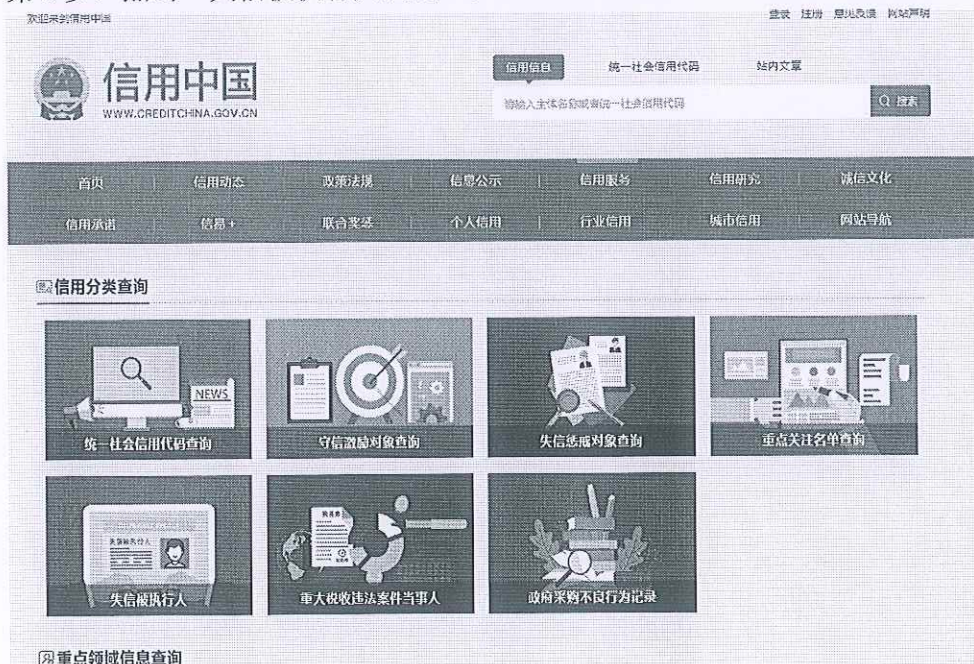 欢迎来到信用中国
登录 注册 意见反馈 网站声明
信用信息 统一社会信用代码 站内文章
信用中国
WWW.CREDITCHINA.GOV.CN
请输入主体名称或者统一社会信用代码 搜索
首页 信用动态 政策法规 信息公示 信用服务 信用研究 诚信文化
信用承诺 信易+ 联合奖惩 个人信用 行业信用 城市信用 网站导航
信用分类查询
NEWS
统一社会信用代码查询 守信激励对象查询 失信惩戒对象查询 重点关注名单查询
失信被执行人
税务局
失信被执行人 重大税收违法案件当事人 政府采购不良行为记录
重点领域信息查询